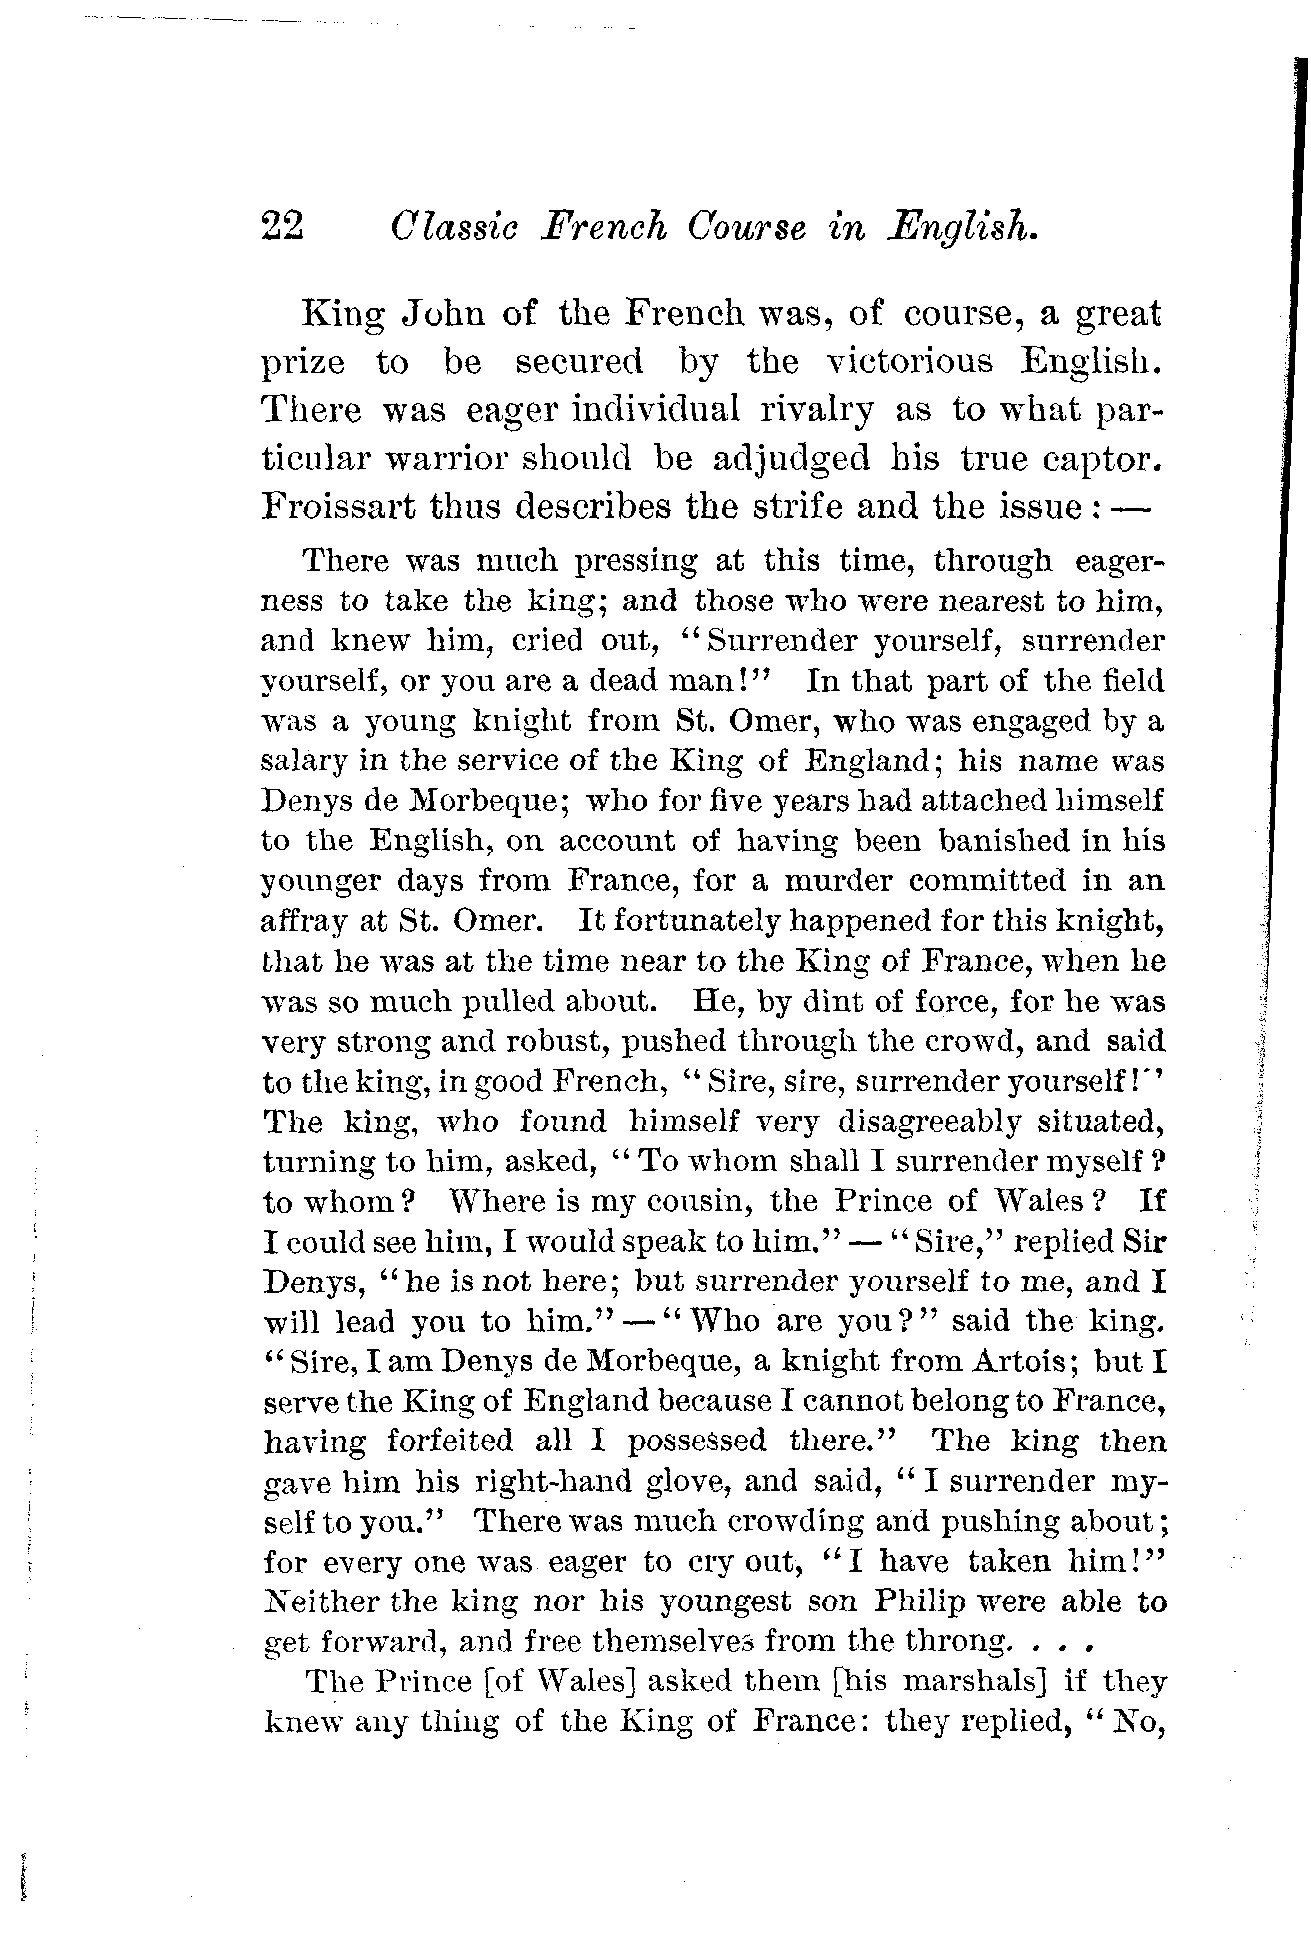 22 Classic French Course in English.
King John of the French was, of course, a great
prize to be secured by the victorious English.
There was eager individual rivalry as to what par-
ticular warrior should be adjudged his true captor.
Froissart thus describes the strife and the issue: —
There was much pressing at this time, through eager-
ness to take the king; and those who were nearest to him,
and knew him, cried out, "Surrender yourself, surrender
yourself, or you are a dead man!" In that part of the field
was a young knight from St. Omer, who was engaged by a
salary in the service of the King of England; his name was
Denys de Morbeque; who for five years had attached himself
to the English, on account of having been banished in his
younger days from France, for a murder committed in an
affray at St. Omer. It fortunately happened for this knight,
that he was at the time near to the King of France, when he
was so much pulled about. He, by dint of force, for he was
very strong and robust, pushed through the crowd, and said
to the king, in good French, "Sire, sire, surrender yourself!"
The king, who found himself very disagreeably situated,
turning to him, asked, "To whom shall I surrender myself?
to whom? Where is my cousin, the Prince of Wales? If
I could see him, I would speak to him." — "Sire," replied Sir
Denys, "he is not here; but surrender yourself to me, and I
will lead you to him." — "Who are you?" said the king.
"Sire, I am Denys de Morbeque, a knight from Artois; but I
serve the King of England because I cannot belong to France,
having forfeited all I possessed there." The king then
gave him his right-hand glove, and said, "I surrender my-
self to you." There was much crowding and pushing about;
for every one was eager to cry out, "I have taken him!"
Neither the king nor his youngest son Philip were able to
get forward, and free themselves from the throng. . . .
The Prince [of Wales] asked them [his marshals] if they
knew any thing of the King of France: they replied, "No,